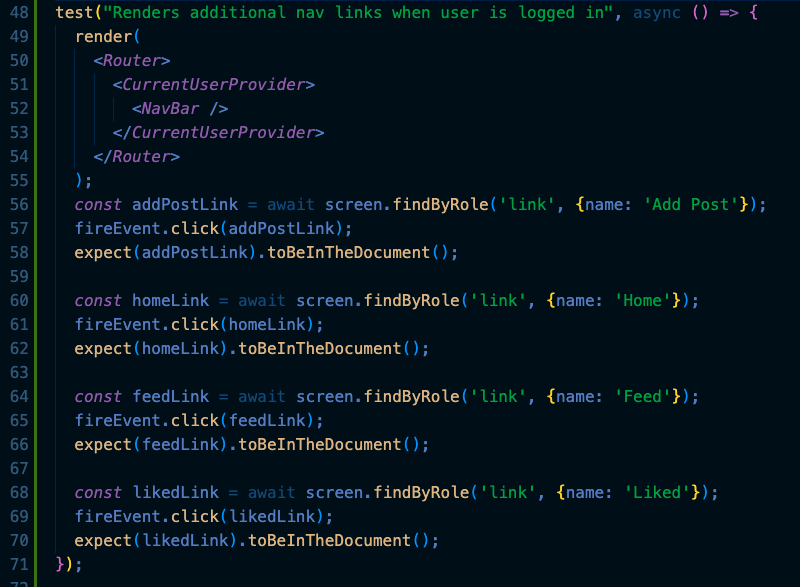 48 test("Renders additional nav links when user is logged in", async () => {
49 render(
50 <Router>
51 <CurrentUserProvider>
52 <NavBar />
53 </CurrentUserProvider>
54 </Router>
55 );
56 const addPostLink = await screen.findByRole('link', {name: 'Add Post'});
57 fireEvent.click(addPostLink);
58 expect(addPostLink).toBeInTheDocument();
59
60 const homeLink = await screen.findByRole('link', {name: 'Home'});
61 fireEvent.click(homeLink);
62 expect(homeLink).toBeInTheDocument();
63
64 const feedLink = await screen.findByRole('link', {name: 'Feed'});
65 fireEvent.click(feedLink);
66 expect(feedLink).toBeInTheDocument();
67
68 const likedLink = await screen.findByRole('link', {name: 'Liked'});
69 fireEvent.click(likedLink);
70 expect(likedLink).toBeInTheDocument();
71 });